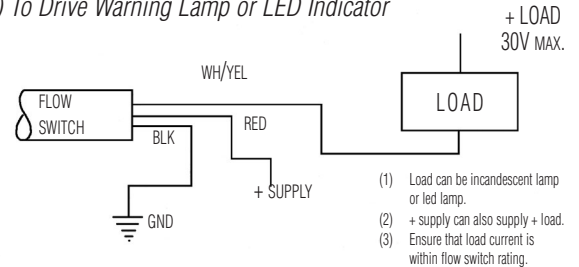 ) To Drive Warning Lamp or LED Indicator
+ LOAD
30V MAX.
WH/YEL
FLOW
SWITCH
LOAD
RED
BLK
+ SUPPLY
GND
(1) Load can be incandescent lamp
or led lamp.
(2) + supply can also supply + load.
(3) Ensure that load current is
within flow switch rating.